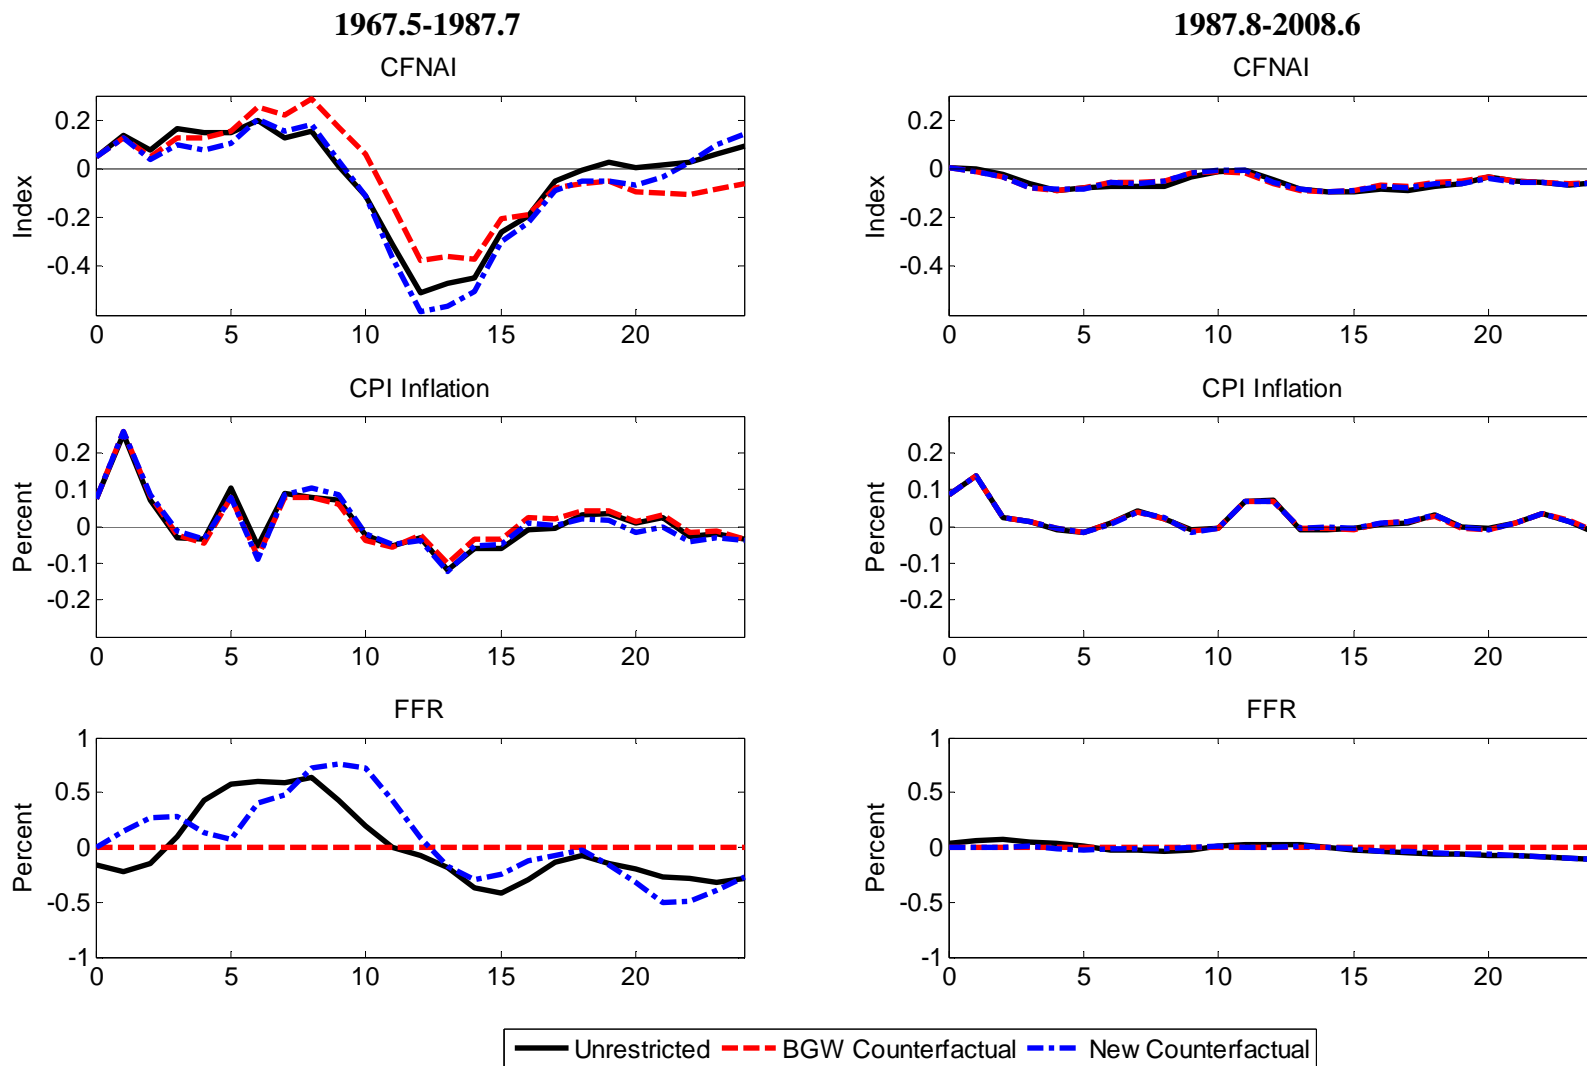 1967.5-1987.7
CFNAI
Index
0.2
0
-0.2
-0.4
0 5 10 15 20
CPI Inflation
Percent
0.2
0.1
0
-0.1
-0.2
0 5 10 15 20
FFR
Percent
1
0.5
0
-0.5
-1
0 5 10 15 20
1987.8-2008.6
CFNAI
Index
0.2
0
-0.2
-0.4
0 5 10 15 20
CPI Inflation
Percent
0.2
0.1
0
-0.1
-0.2
0 5 10 15 20
FFR
Percent
1
0.5
0
-0.5
-1
0 5 10 15 20
Unrestricted BGW Counterfactual New Counterfactual